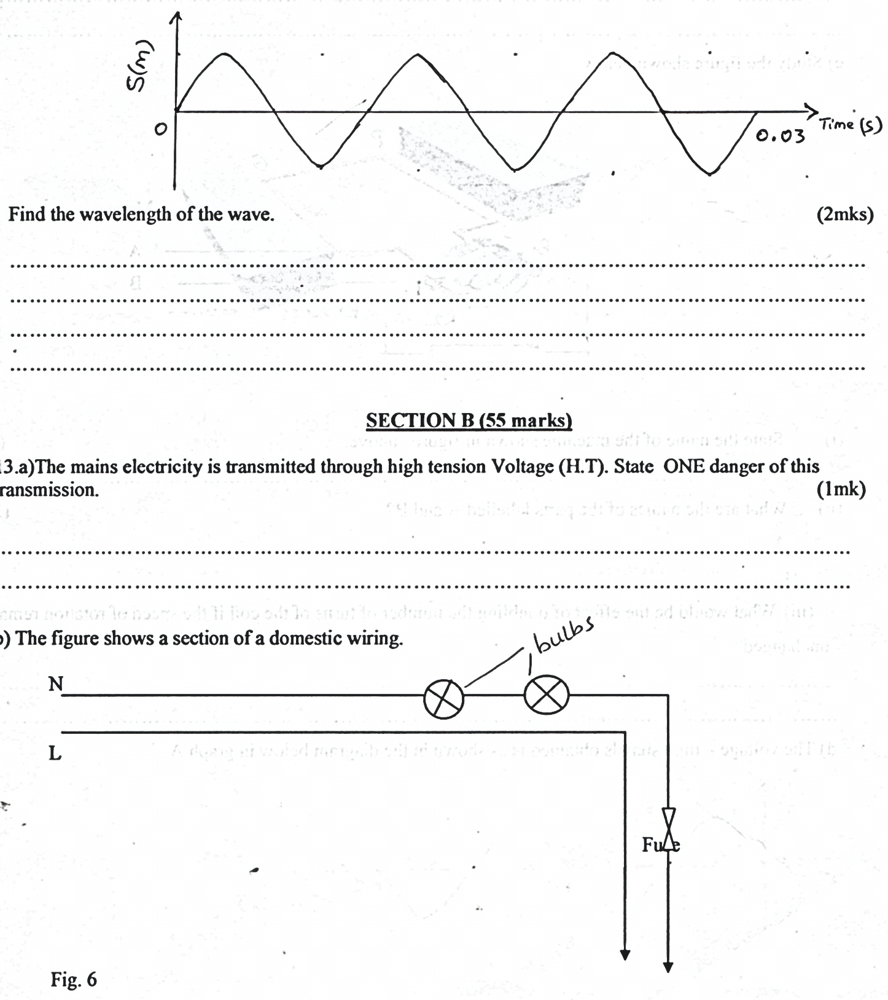 S(m)
0
0.03
Time (s)
Find the wavelength of the wave. (2mks)
SECTION B (55 marks)
3.a)The mains electricity is transmitted through high tension Voltage (H.T). State ONE danger of this
ransmission. (1mk)
) The figure shows a section of a domestic wiring.
bulbs
N
L
Fuse
Fig. 6